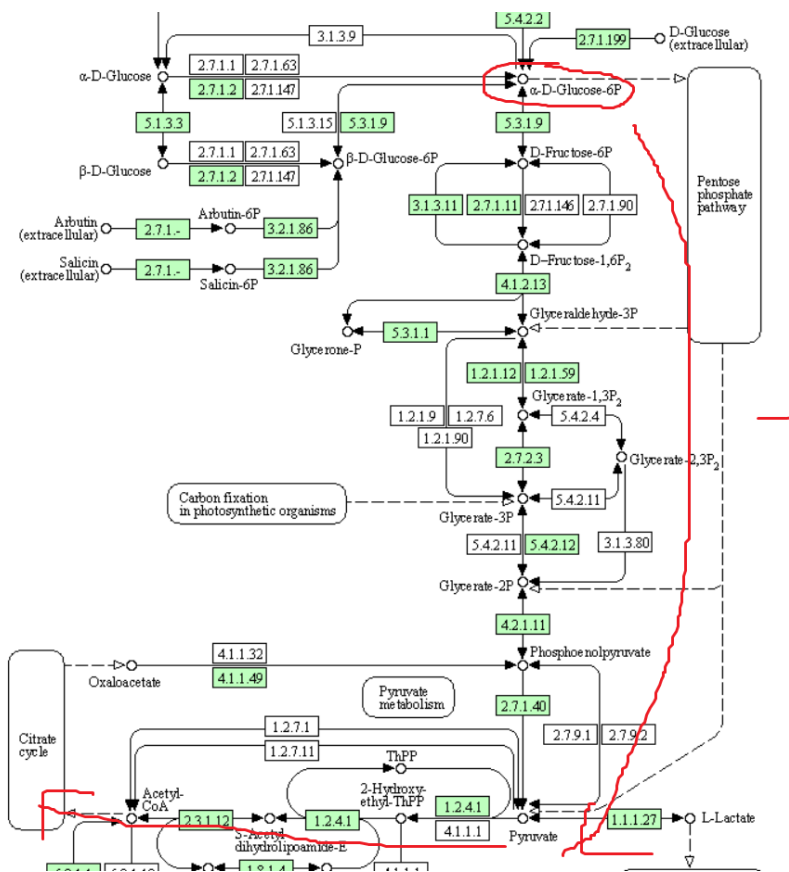 5.4.2.2
3.1.3.9
2.7.1.199
D-Glucose
(extracellular)
α-D-Glucose
2.7.1.1
2.7.1.63
2.7.1.2
2.7.1.147
α-D-Glucose-6P
5.1.3.3
5.1.3.15
5.3.1.9
5.3.1.9
β-D-Glucose
2.7.1.1
2.7.1.63
2.7.1.2
2.7.1.147
β-D-Glucose-6P
D-Fructose-6P
Pentose
phosphate
pathway
3.1.3.11
2.7.1.11
2.7.1.146
2.7.1.90
Arbutin
(extracellular)
2.7.1.-
Arbutin-6P
3.2.1.86
Salicin
(extracellular)
2.7.1.-
Salicin-6P
3.2.1.86
D-Fructose-1,6P2
4.1.2.13
Glyceraldehyde-3P
Glycerone-P
5.3.1.1
1.2.1.12
1.2.1.59
Glycerate-1,3P2
1.2.1.9
1.2.7.6
1.2.1.90
5.4.2.4
2.7.2.3
Glycerate-2,3P2
Carbon fixation
in photosynthetic organisms
5.4.2.11
Glycerate-3P
5.4.2.11
5.4.2.12
3.1.3.80
Glycerate-2P
4.2.1.11
Phosphoenolpyruvate
4.1.1.32
4.1.1.49
Oxaloacetate
Pyruvate
metabolism
2.7.1.40
2.7.9.1
2.7.9.2
Citrate
cycle
1.2.7.1
1.2.7.11
ThPP
Acetyl-
CoA
2-Hydroxy-
ethyl-ThPP
2.3.1.12
1.2.4.1
1.2.4.1
4.1.1.1
Pyruvate
1.1.1.27
L-Lactate
S-Acetyl
dihydrolipoamide-E
1.8.1.4
4.1.1.1